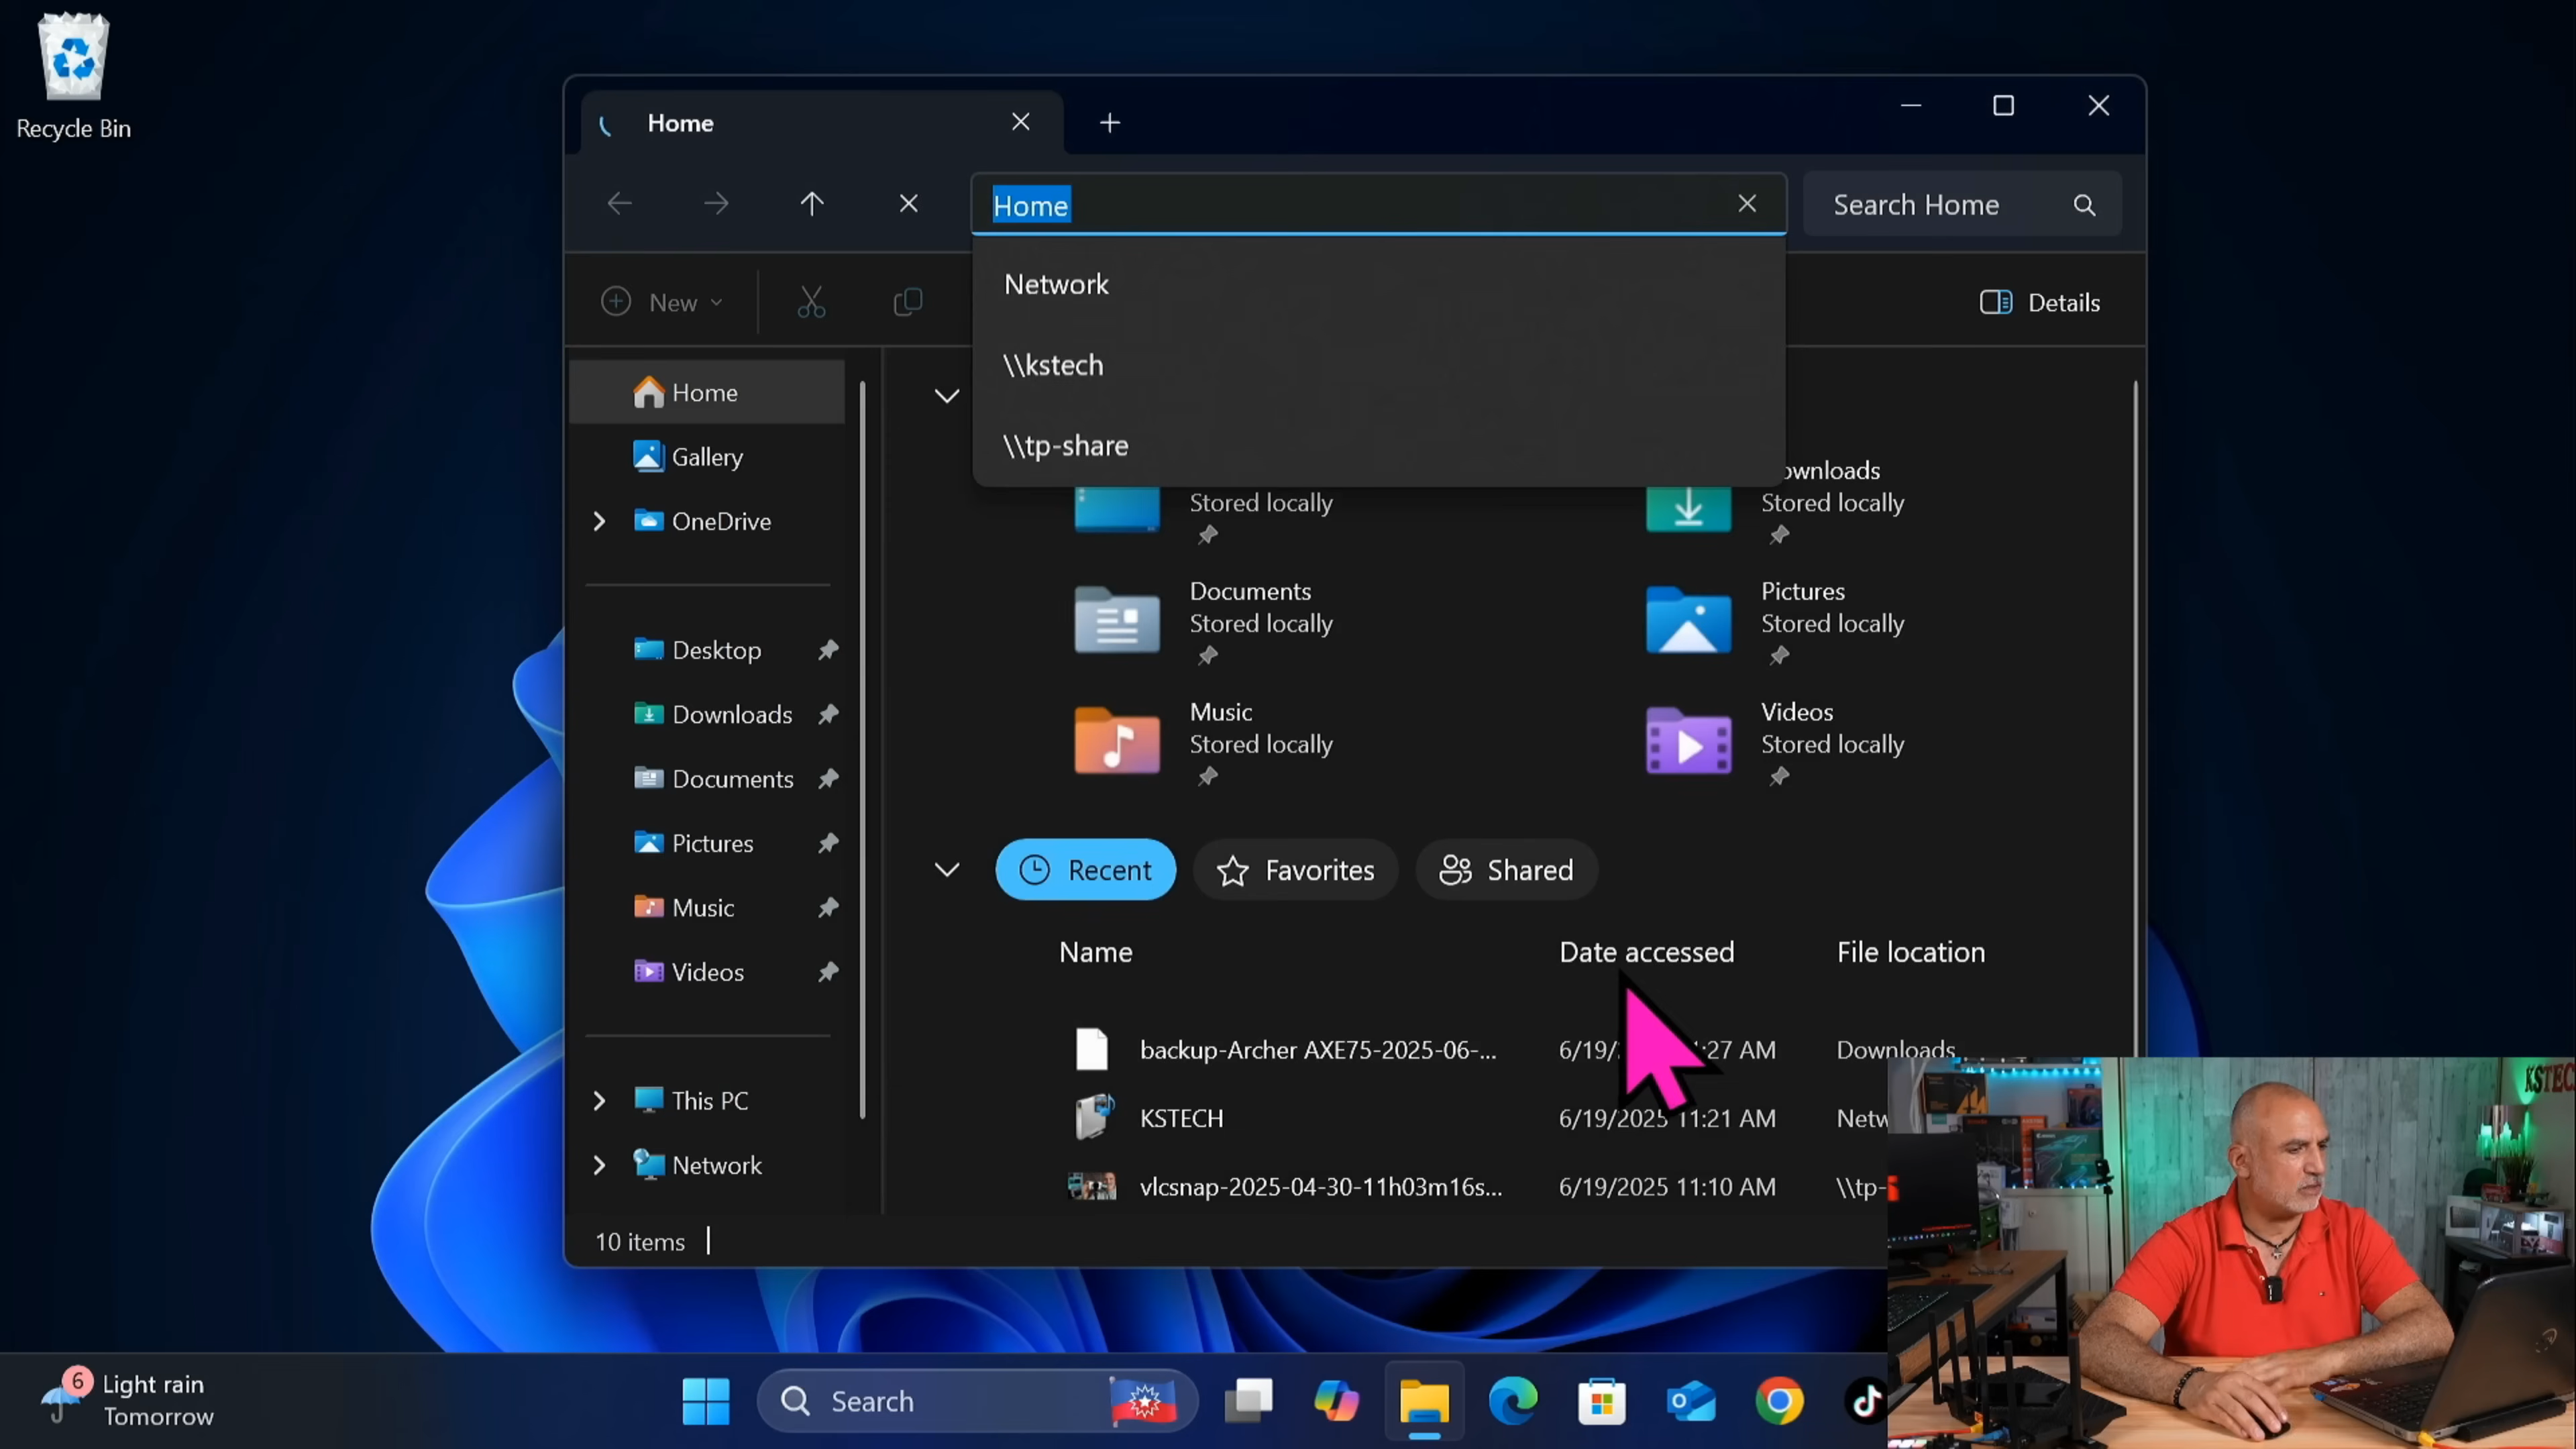 Recycle Bin
Home
Home
Search Home
Network
\\kstech
\\tp-share
New
Details
Home
Gallery
OneDrive
Desktop
Downloads
Documents
Pictures
Music
Videos
This PC
Network
Stored locally
ownloads
Stored locally
Documents
Stored locally
Pictures
Stored locally
Music
Stored locally
Videos
Stored locally
Recent
Favorites
Shared
Name
Date accessed
File location
backup-Archer AXE75-2025-06-...
6/19/ :27 AM
Downloads
KSTECH
6/19/2025 11:21 AM
Netw
vlcsnap-2025-04-30-11h03m16s...
6/19/2025 11:10 AM
\\tp-
10 items
KSTEC
6
Light rain
Tomorrow
Search